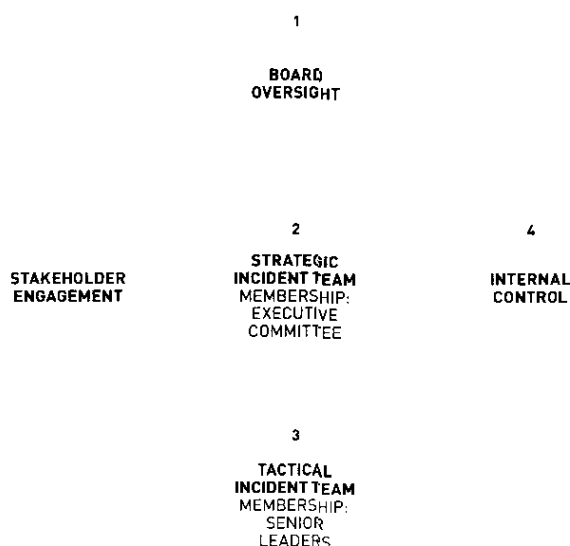 1
BOARD
OVERSIGHT
2
STRATEGIC
INCIDENT TEAM
MEMBERSHIP:
EXECUTIVE
COMMITTEE
STAKEHOLDER
ENGAGEMENT
4
INTERNAL
CONTROL
3
TACTICAL
INCIDENT TEAM
MEMBERSHIP:
SENIOR
LEADERS